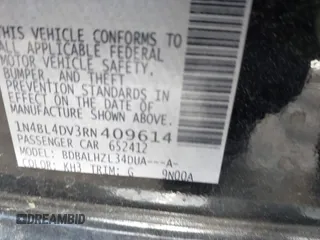 THIS VEHICLE CONFORMS TO
ALL APPLICABLE FEDERAL
MOTOR VEHICLE SAFETY,
BUMPER, AND THEFT
PREVENTION STANDARDS IN
EFFECT ON THE DATE OF
MANUFACTURE SHOWN ABOVE.
1N4BL4DV3RN409614
PASSENGER CAR 652412
MODEL: BDBALHZL34DUA---A-
COLOR: KH3 TRIM: G 9N00A
DREAMBID